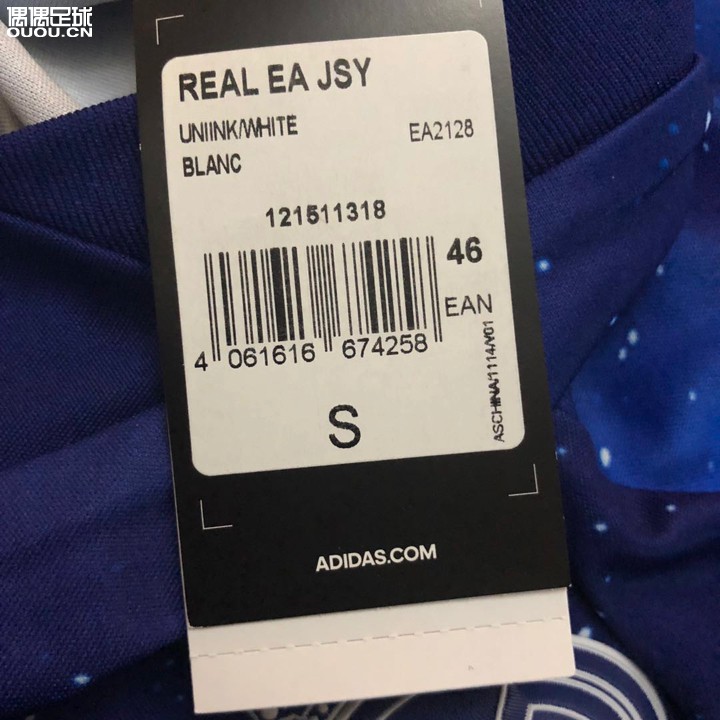 偶偶足球
OUOU.CN
REAL EA JSY
UNIINK/WHITE
EA2128
BLANC
121511318
46
EAN
4 061616 674258
ASCHINA/1114/V01
S
ADIDAS.COM